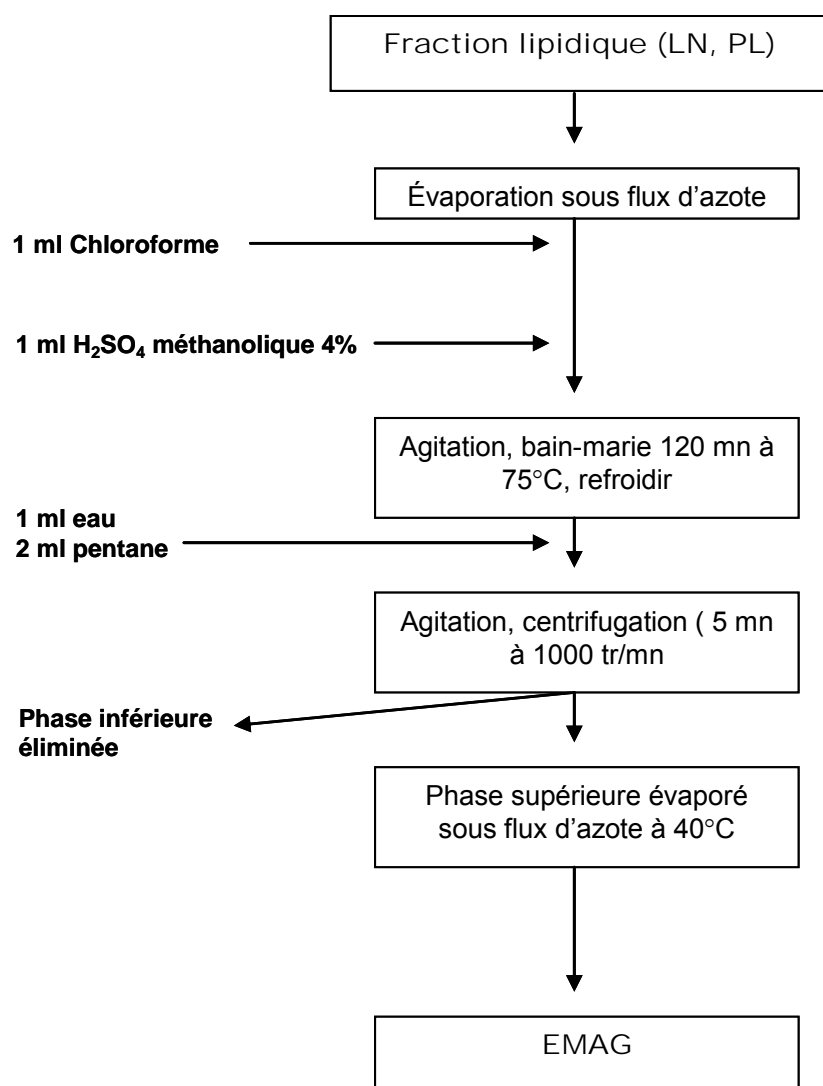 Fraction lipidique (LN, PL)
Évaporation sous flux d'azote
1 ml Chloroforme
1 ml H₂SO₄ méthanolique 4%
Agitation, bain-marie 120 mn à
75°C, refroidir
1 ml eau
2 ml pentane
Agitation, centrifugation ( 5 mn
à 1000 tr/mn
Phase inférieure
éliminée
Phase supérieure évaporé
sous flux d'azote à 40°C
EMAG